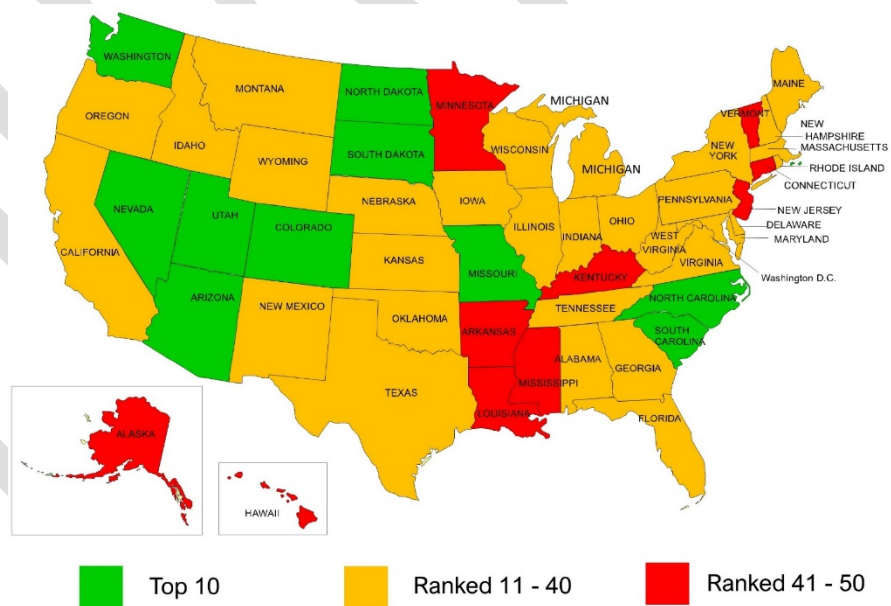 WASHINGTON
MONTANA
NORTH DAKOTA
MINNESOTA
MICHIGAN
MAINE
VERMONT
NEW
HAMPSHIRE
MASSACHUSETTS
RHODE ISLAND
CONNECTICUT
NEW JERSEY
DELAWARE
MARYLAND
Washington D.C.
OREGON
IDAHO
WYOMING
SOUTH DAKOTA
WISCONSIN
MICHIGAN
NEW
YORK
NEVADA
UTAH
COLORADO
NEBRASKA
IOWA
ILLINOIS
INDIANA
OHIO
PENNSYLVANIA
CALIFORNIA
KANSAS
MISSOURI
KENTUCKY
WEST
VIRGINIA
VIRGINIA
ARIZONA
NEW MEXICO
OKLAHOMA
ARKANSAS
TENNESSEE
NORTH CAROLINA
SOUTH
CAROLINA
TEXAS
LOUISIANA
MISSISSIPPI
ALABAMA
GEORGIA
FLORIDA
ALASKA
HAWAII
Top 10
Ranked 11 - 40
Ranked 41 - 50